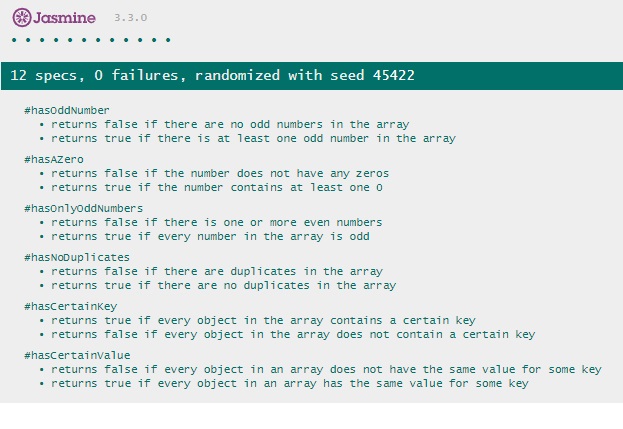 Jasmine 3.3.0
• • • • • • • • • • • •
12 specs, 0 failures, randomized with seed 45422
#hasOddNumber
• returns false if there are no odd numbers in the array
• returns true if there is at least one odd number in the array
#hasAZero
• returns false if the number does not have any zeros
• returns true if the number contains at least one 0
#hasOnlyOddNumbers
• returns false if there is one or more even numbers
• returns true if every number in the array is odd
#hasNoDuplicates
• returns false if there are duplicates in the array
• returns true if there are no duplicates in the array
#hasCertainKey
• returns true if every object in the array contains a certain key
• returns false if every object in the array does not contain a certain key
#hasCertainValue
• returns false if every object in an array does not have the same value for some key
• returns true if every object in an array has the same value for some key